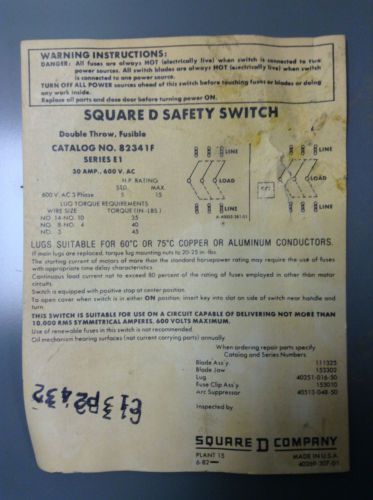 WARNING INSTRUCTIONS:
DANGER: All fuses are always HOT (electrically live) when switch is connected to two
power sources. All switch blades are always HOT (electrically live) when switch
is connected to one power source.
TURN OFF ALL POWER sources ahead of this switch before touching fuses or blades or doing
any work inside.
Replace all parts and close door before turning power ON.
SQUARE D SAFETY SWITCH
Double Throw, Fusible
CATALOG NO. 82341F
SERIES E1
30 AMP., 600 V. AC
H.P. RATING
STD. MAX.
600 V. AC 3 Phase 5 15
LUG TORQUE REQUIREMENTS
WIRE SIZE TORQUE (IN-LBS.)
NO 14-NO. 10 35
NO 8-NO. 4 40
NO. 3 45
LINE
LOAD
LINE
LUGS SUITABLE FOR 60°C OR 75°C COPPER OR ALUMINUM CONDUCTORS.
If main lugs are replaced, torque lug mounting nuts to 20-25 in.-lbs.
The starting current of motors of more than the standard horsepower rating may require the use of fuses
with appropriate time delay characteristics.
Continuous load current not to exceed 80 percent of the rating of fuses employed in other than motor
circuits.
Switch is equipped with positive stop at center position.
To open cover when switch is in either ON position, insert key into slot on side of switch near handle and
turn.
THIS SWITCH IS SUITABLE FOR USE ON A CIRCUIT CAPABLE OF DELIVERING NOT MORE THAN
10,000 RMS SYMMETRICAL AMPERES, 600 VOLTS MAXIMUM.
Use of renewable fuses in this switch is not recommended.
Oil mechanism bearing surfaces (not current carrying parts) annually.
When ordering repair parts specify
Catalog and Series Numbers
Blade Ass'y. 111325
Blade Jaw 153300
Lug 40251-016-50
Fuse Clip Ass'y. 153010
Arc Suppressor 40513-048-50
Inspected by
SQUARE D COMPANY
PLANT 15 MADE IN U.S.A.
6-82 40269-307-01